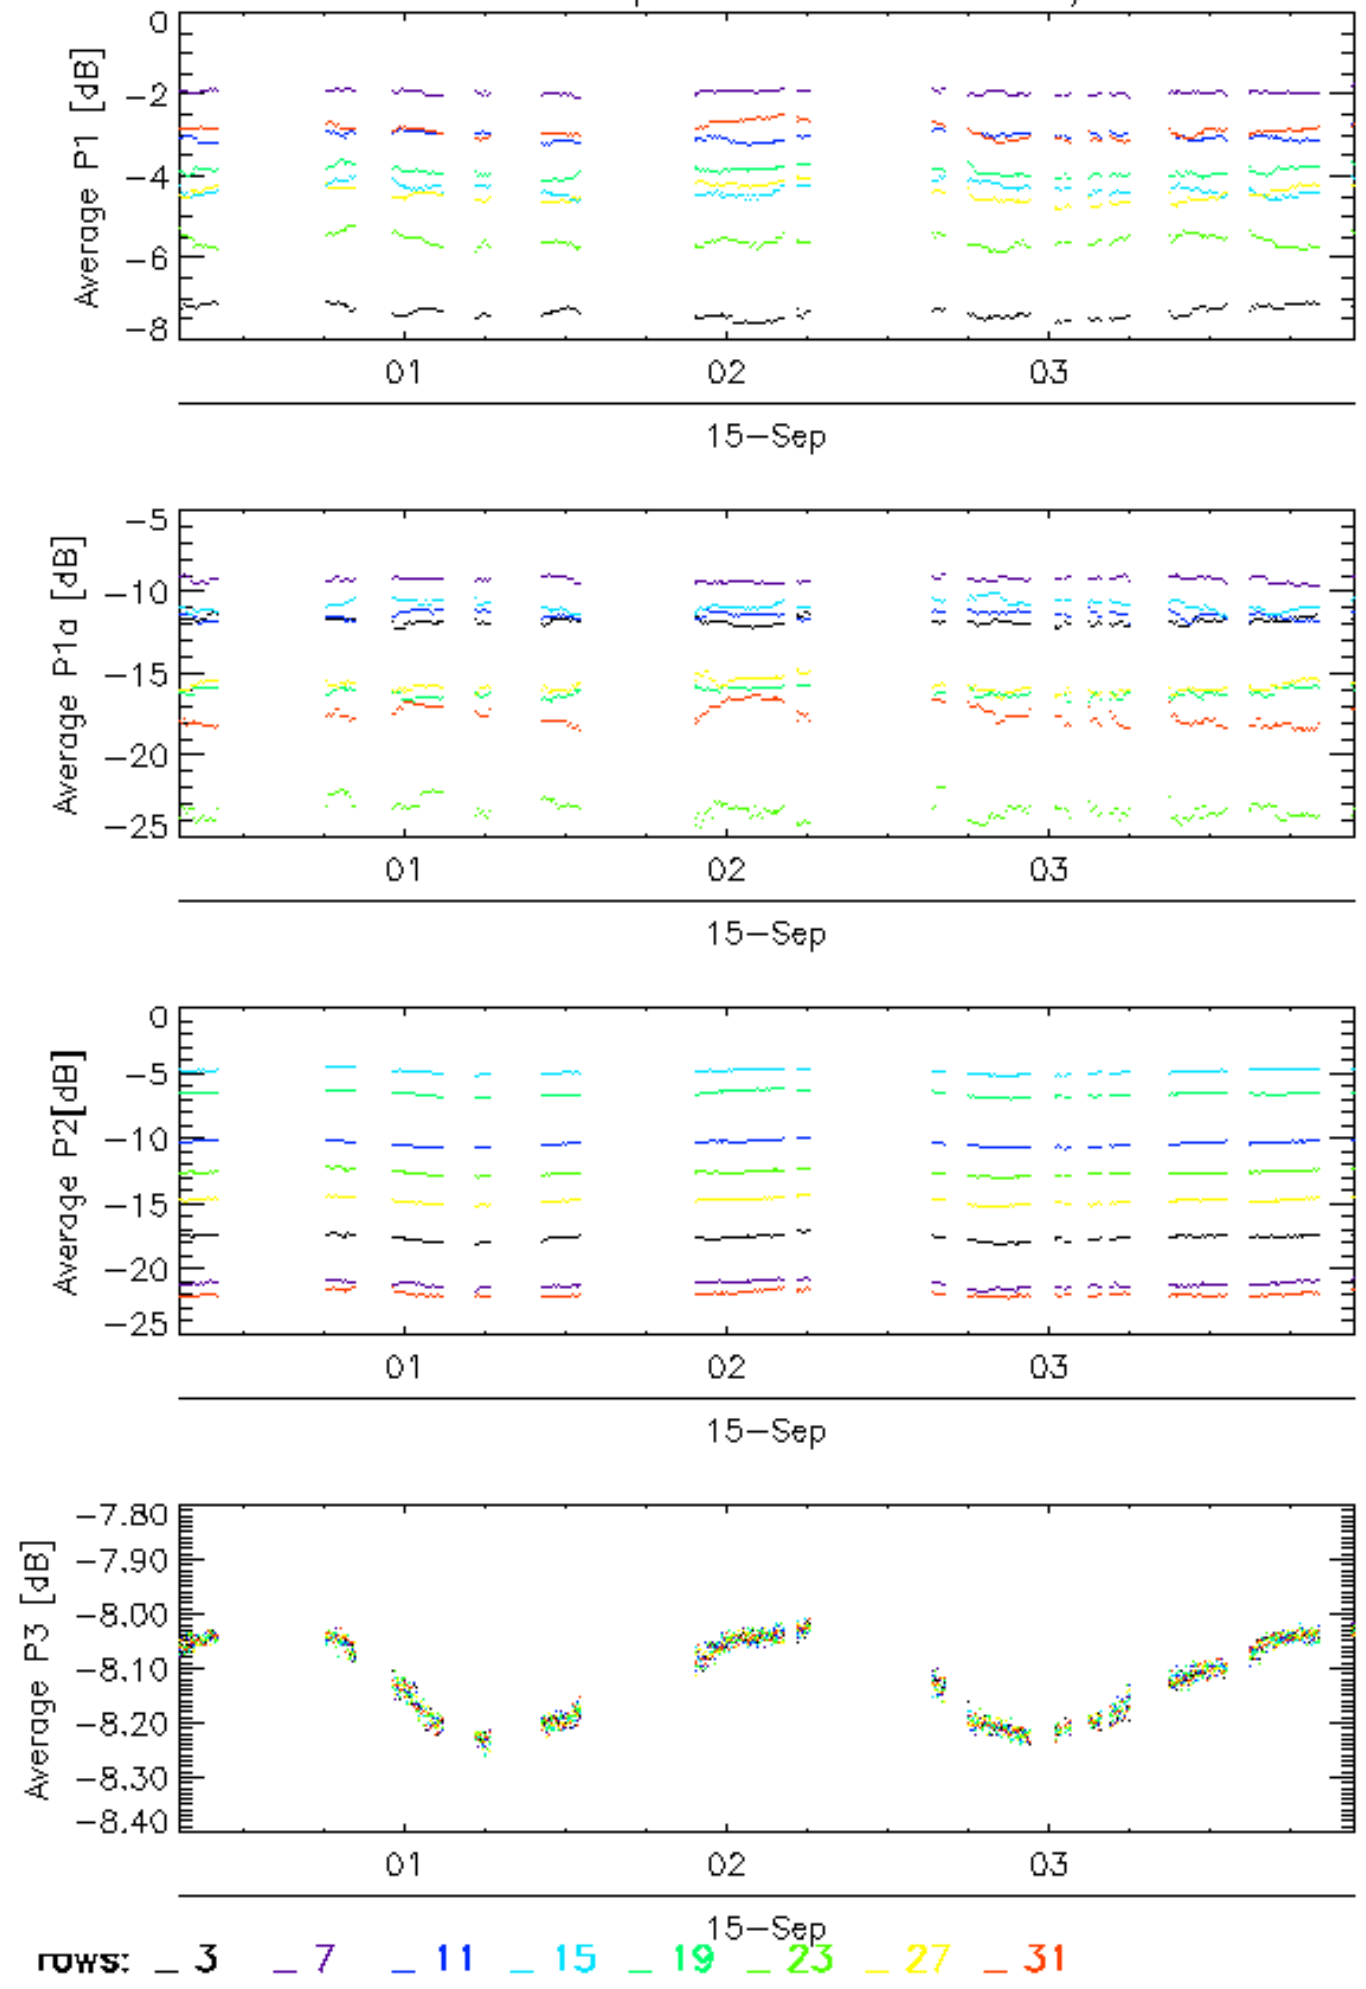 0
−2
−4
−6
−8
Average P1 [dB]
01 02 03
15−Sep
−5
−10
−15
−20
−25
Average P1a [dB]
01 02 03
15−Sep
0
−5
−10
−15
−20
−25
Average P2[dB]
01 02 03
15−Sep
−7.80
−7.90
−8.00
−8.10
−8.20
−8.30
−8.40
Average P3 [dB]
01 02 03
15−Sep
rows: _ 3 _ 7 _ 11 _ 15 _ 19 _ 23 _ 27 _ 31